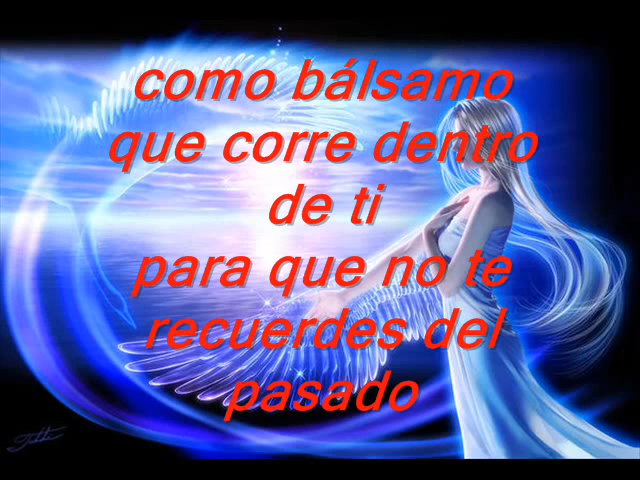 como bálsamo
que corre dentro
de ti
para que no te
recuerdes del
pasado